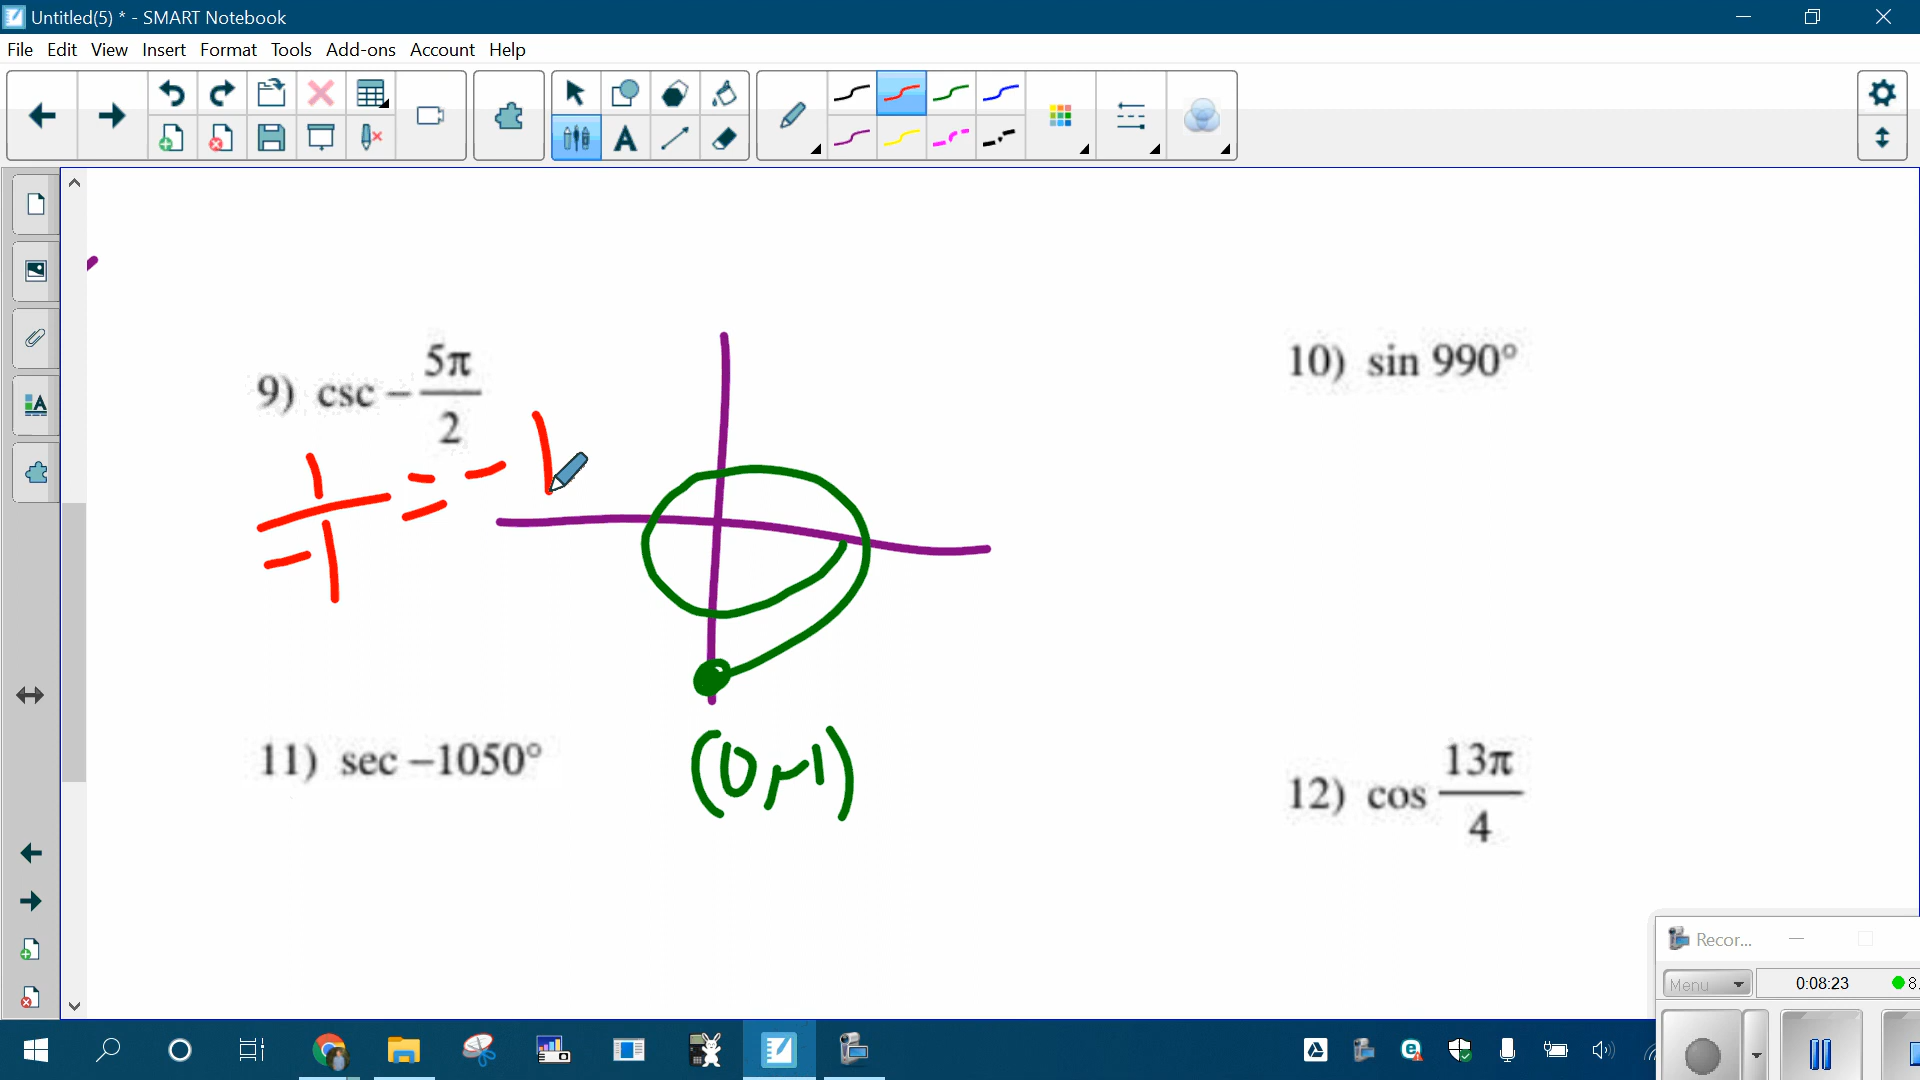 Untitled(5) * - SMART Notebook
File Edit View Insert Format Tools Add-ons Account Help
9) csc - 5π/2
10) sin 990°
1/-1 = -1
(0,-1)
11) sec -1050°
12) cos 13π/4
Recor...
Menu 0:08:23 8.